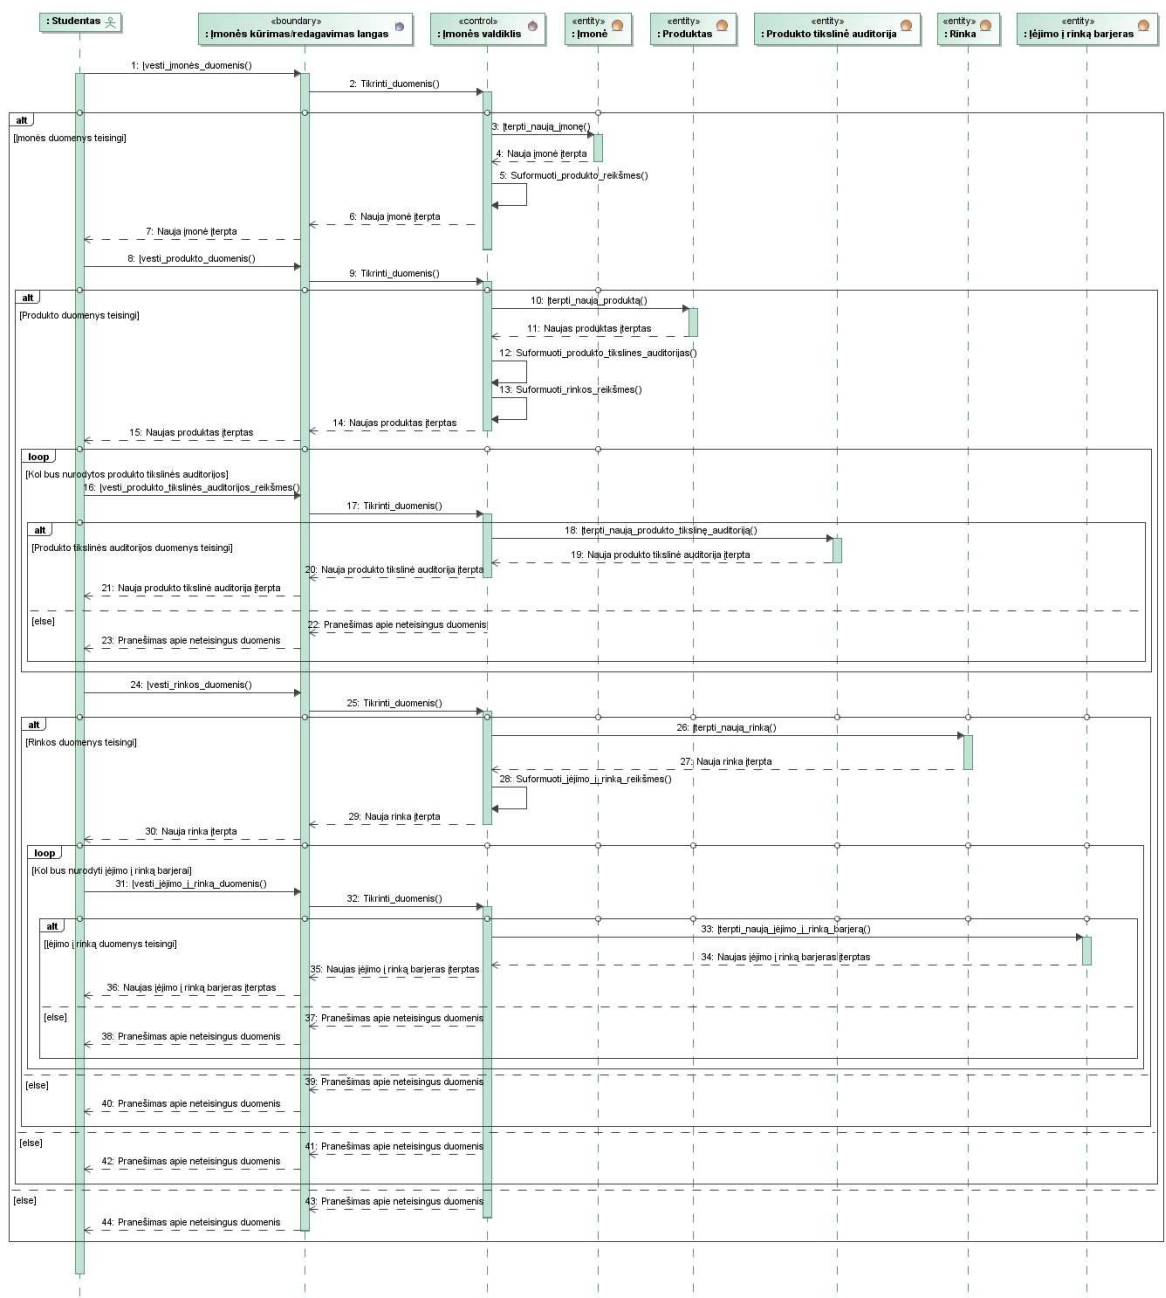 : Studentas
«boundary»
: Įmonės kūrimas/redagavimas langas
«control»
: Įmonės valdiklis
«entity»
: Įmonė
«entity»
: Produktas
«entity»
: Produkto tikslinė auditorija
«entity»
: Rinka
«entity»
: Įėjimo į rinką barjeras
1: Įvesti_įmonės_duomenis()
2: Tikrinti_duomenis()
alt
[Įmonės duomenys teisingi]
3: Įterpti_naują_įmonę()
4: Nauja įmonė įterpta
5: Suformuoti_produkto_reikšmes()
6: Nauja įmonė įterpta
7: Nauja įmonė įterpta
8: Įvesti_produkto_duomenis()
9: Tikrinti_duomenis()
alt
[Produkto duomenys teisingi]
10: Įterpti_naują_produktą()
11: Naujas produktas įterptas
12: Suformuoti_produkto_tikslines_auditorijas()
13: Suformuoti_rinkos_reikšmes()
14: Naujas produktas įterptas
15: Naujas produktas įterptas
loop
[Kol bus nurodytos produkto tikslinės auditorijos]
16: Įvesti_produkto_tikslinės_auditorijos_reikšmes()
17: Tikrinti_duomenis()
alt
[Produkto tikslinės auditorijos duomenys teisingi]
18: Įterpti_naują_produkto_tikslinę_auditoriją()
19: Nauja produkto tikslinė auditorija įterpta
20: Nauja produkto tikslinė auditorija įterpta
21: Nauja produkto tikslinė auditorija įterpta
[else]
22: Pranešimas apie neteisingus duomenis
23: Pranešimas apie neteisingus duomenis
24: Įvesti_rinkos_duomenis()
25: Tikrinti_duomenis()
alt
[Rinkos duomenys teisingi]
26: Įterpti_naują_rinką()
27: Nauja rinka įterpta
28: Suformuoti_įėjimo_į_rinką_reikšmes()
29: Nauja rinka įterpta
30: Nauja rinka įterpta
loop
[Kol bus nurodyti įėjimo į rinką barjerai]
31: Įvesti_įėjimo_į_rinką_duomenis()
32: Tikrinti_duomenis()
alt
[Įėjimo į rinką duomenys teisingi]
33: Įterpti_naują_įėjimo_į_rinką_barjerą()
34: Naujas įėjimo į rinką barjeras įterptas
35: Naujas įėjimo į rinką barjeras įterptas
36: Naujas įėjimo į rinką barjeras įterptas
[else]
37: Pranešimas apie neteisingus duomenis
38: Pranešimas apie neteisingus duomenis
[else]
39: Pranešimas apie neteisingus duomenis
40: Pranešimas apie neteisingus duomenis
[else]
41: Pranešimas apie neteisingus duomenis
42: Pranešimas apie neteisingus duomenis
[else]
43: Pranešimas apie neteisingus duomenis
44: Pranešimas apie neteisingus duomenis